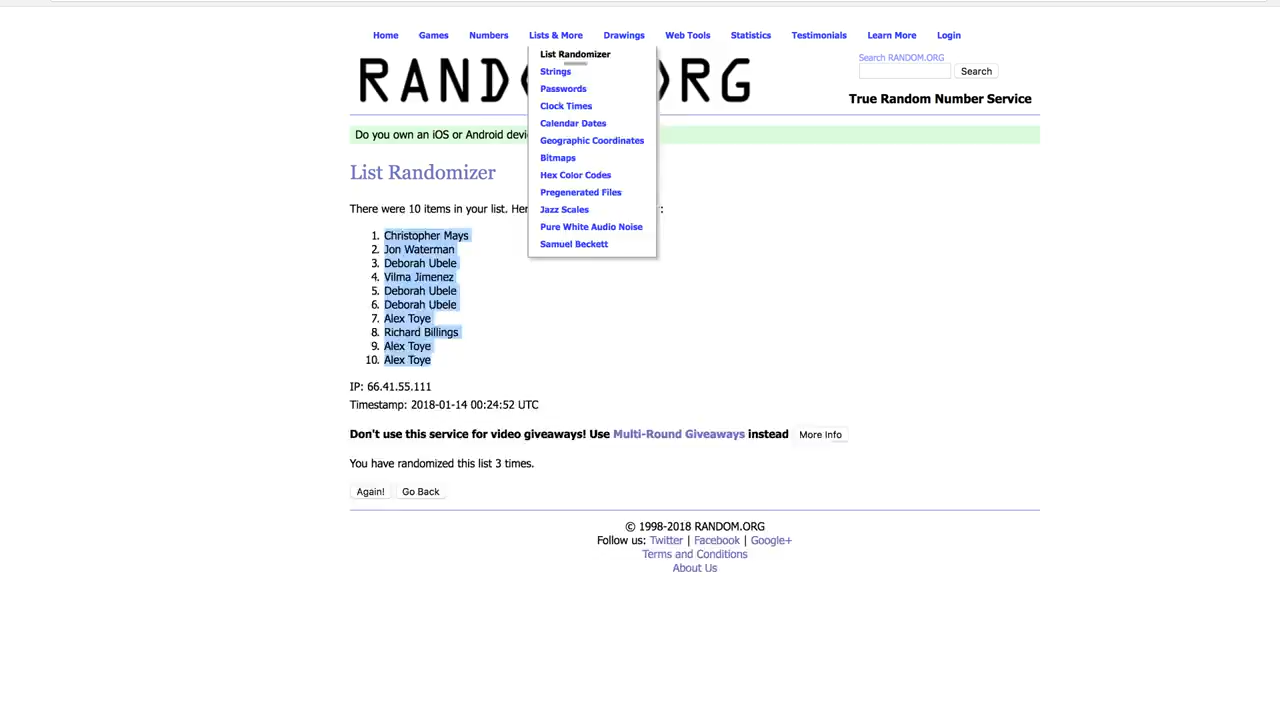 Home Games Numbers Lists & More Drawings Web Tools Statistics Testimonials Learn More Login
List Randomizer
Strings
Passwords
Clock Times
Calendar Dates
Geographic Coordinates
Bitmaps
Hex Color Codes
Pregenerated Files
Jazz Scales
Pure White Audio Noise
Samuel Beckett
Search RANDOM.ORG
Search
True Random Number Service
Do you own an iOS or Android
List Randomizer
There were 10 items in your list.
1. Christopher Mays
2. Jon Waterman
3. Deborah Ubele
4. Vilma Jimenez
5. Deborah Ubele
6. Deborah Ubele
7. Alex Toye
8. Richard Billings
9. Alex Toye
10. Alex Toye
IP: 66.41.55.111
Timestamp: 2018-01-14 00:24:52 UTC
Don't use this service for video giveaways! Use Multi-Round Giveaways instead More Info
You have randomized this list 3 times.
Again! Go Back
© 1998-2018 RANDOM.ORG
Follow us: Twitter | Facebook | Google+
Terms and Conditions
About Us